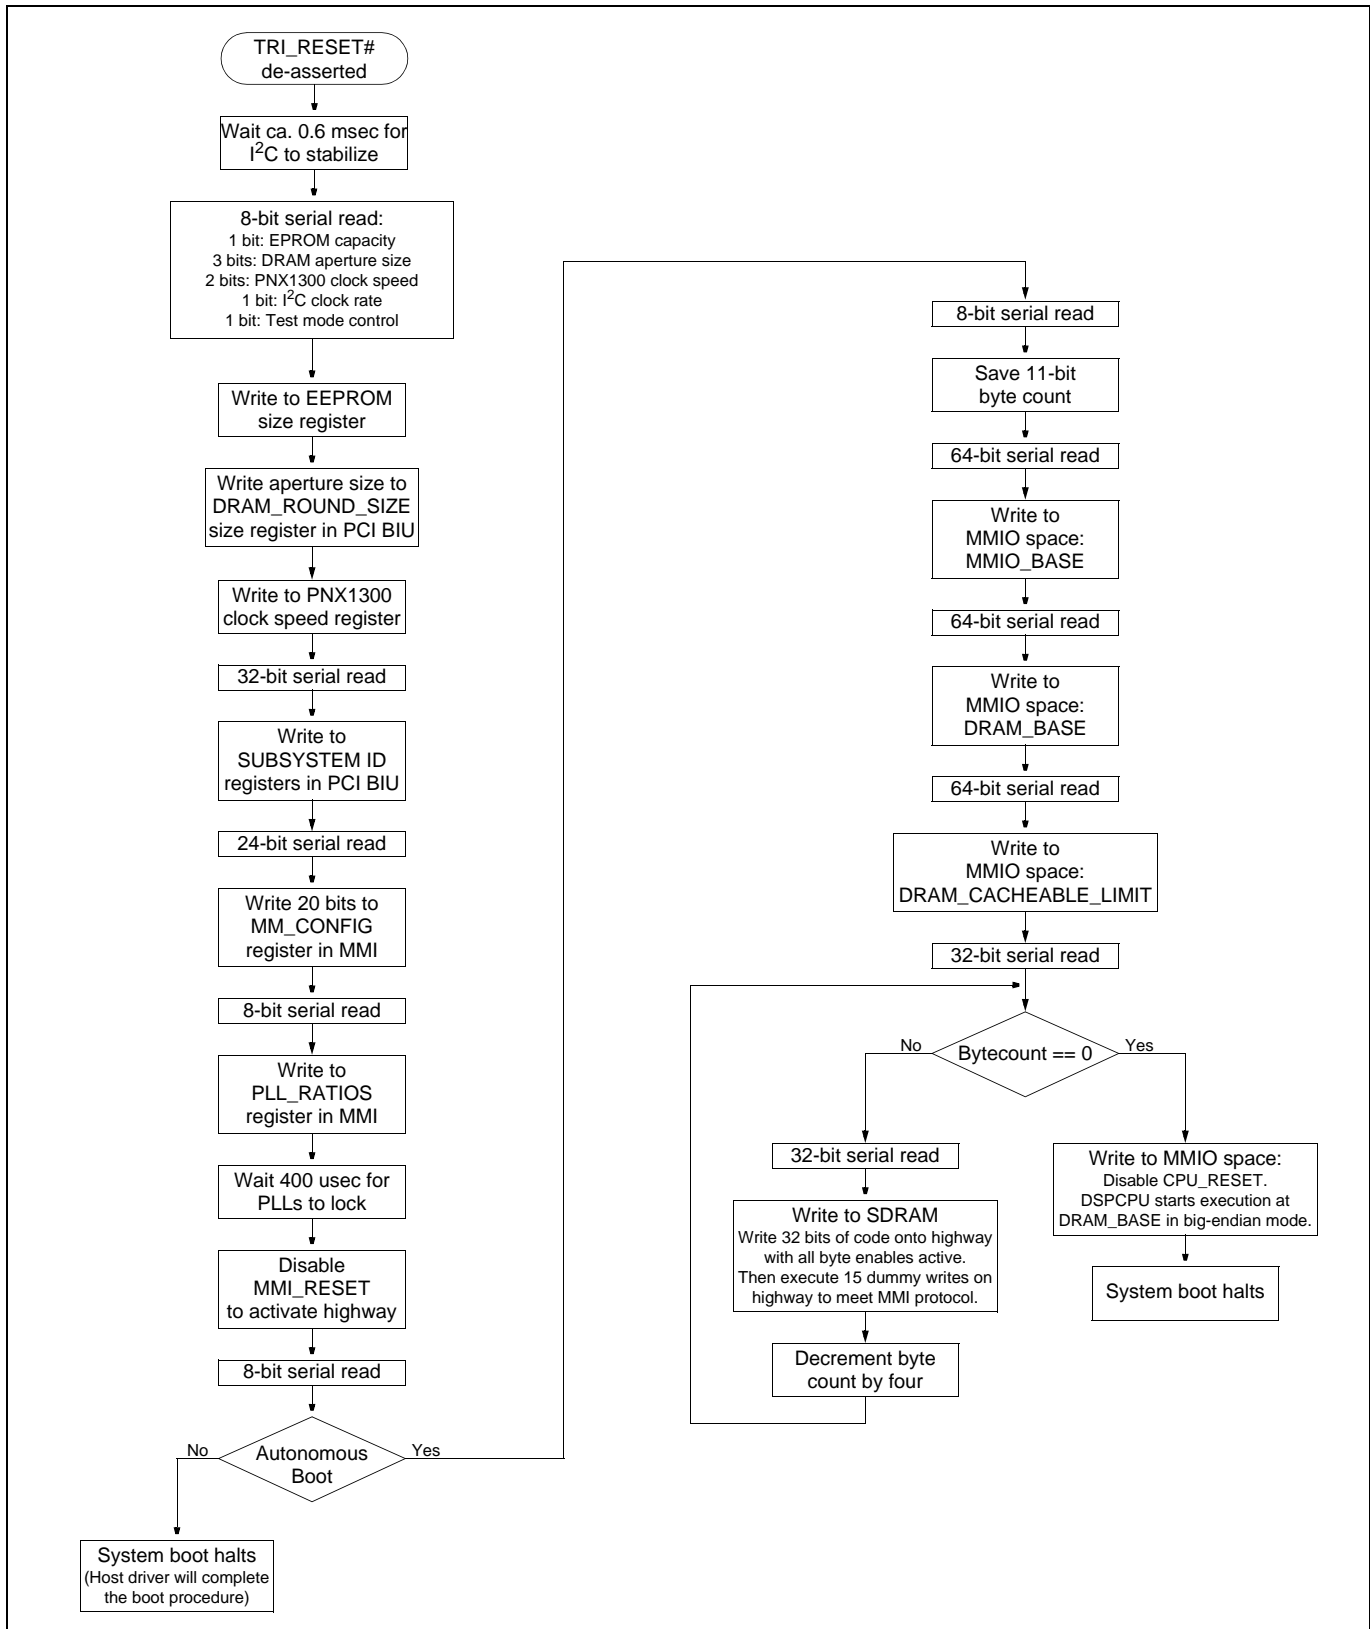 TRI_RESET#
de-asserted
Wait ca. 0.6 msec for
I²C to stabilize
8-bit serial read:
1 bit: EPROM capacity
3 bits: DRAM aperture size
2 bits: PNX1300 clock speed
1 bit: I²C clock rate
1 bit: Test mode control
Write to EEPROM
size register
Write aperture size to
DRAM_ROUND_SIZE
size register in PCI BIU
Write to PNX1300
clock speed register
32-bit serial read
Write to
SUBSYSTEM ID
registers in PCI BIU
24-bit serial read
Write 20 bits to
MM_CONFIG
register in MMI
8-bit serial read
Write to
PLL_RATIOS
register in MMI
Wait 400 usec for
PLLs to lock
Disable
MMI_RESET
to activate highway
8-bit serial read
No
Autonomous
Boot
Yes
System boot halts
(Host driver will complete
the boot procedure)
8-bit serial read
Save 11-bit
byte count
64-bit serial read
Write to
MMIO space:
MMIO_BASE
64-bit serial read
Write to
MMIO space:
DRAM_BASE
64-bit serial read
Write to
MMIO space:
DRAM_CACHEABLE_LIMIT
32-bit serial read
No
Bytecount == 0
Yes
32-bit serial read
Write to SDRAM
Write 32 bits of code onto highway
with all byte enables active.
Then execute 15 dummy writes on
highway to meet MMI protocol.
Decrement byte
count by four
Write to MMIO space:
Disable CPU_RESET.
DSPCPU starts execution at
DRAM_BASE in big-endian mode.
System boot halts